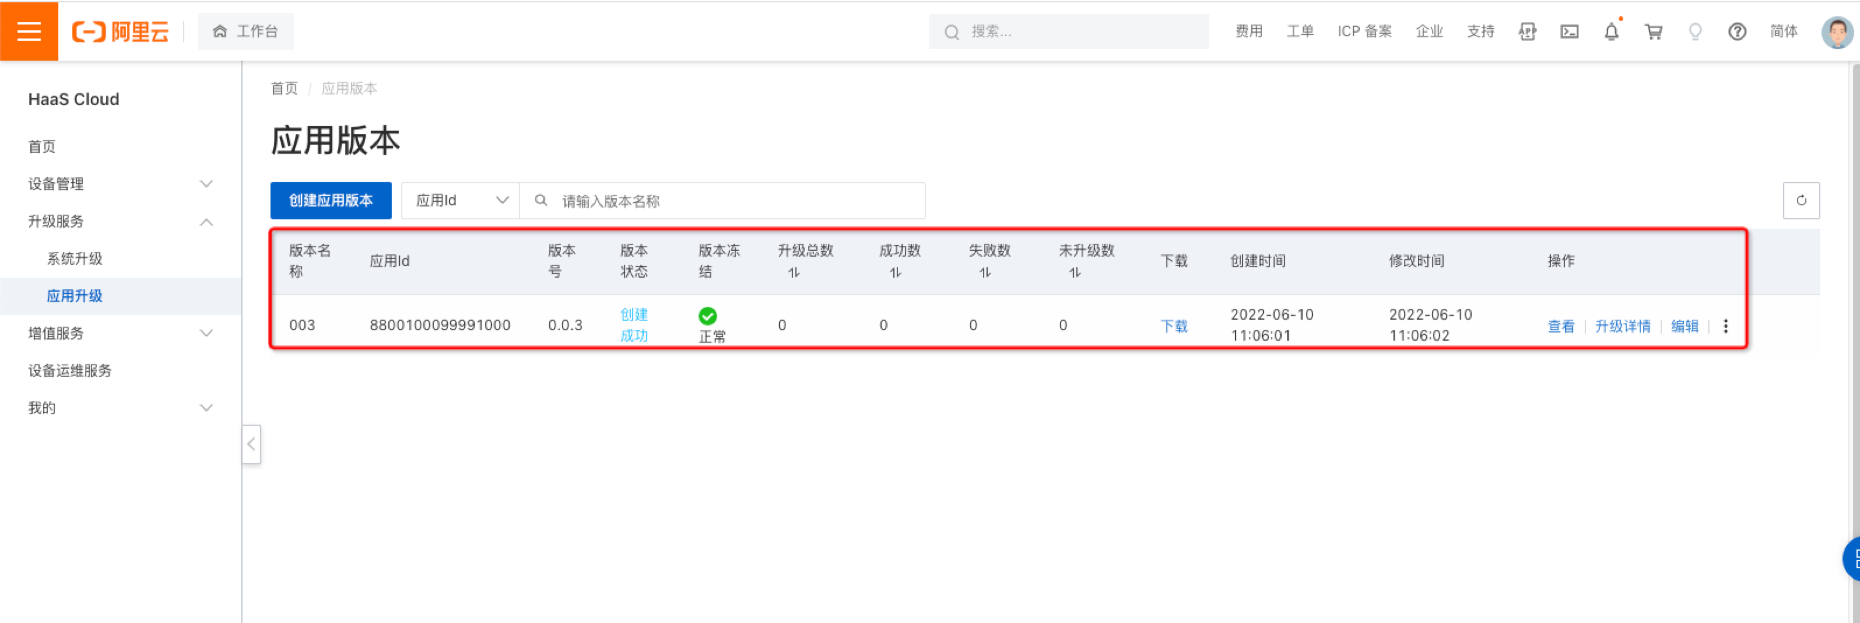 阿里云
工作台
搜索...
费用
工单
ICP 备案
企业
支持
简体
HaaS Cloud
首页
设备管理
升级服务
系统升级
应用升级
增值服务
设备运维服务
我的
首页 / 应用版本
应用版本
创建应用版本
应用Id
请输入版本名称
版本名
称
应用Id
版本
号
版本
状态
版本冻
结
升级总数
成功数
失败数
未升级数
下载
创建时间
修改时间
操作
003
8800100099991000
0.0.3
创建
成功
正常
0
0
0
0
下载
2022-06-10
11:06:01
2022-06-10
11:06:02
查看
升级详情
编辑